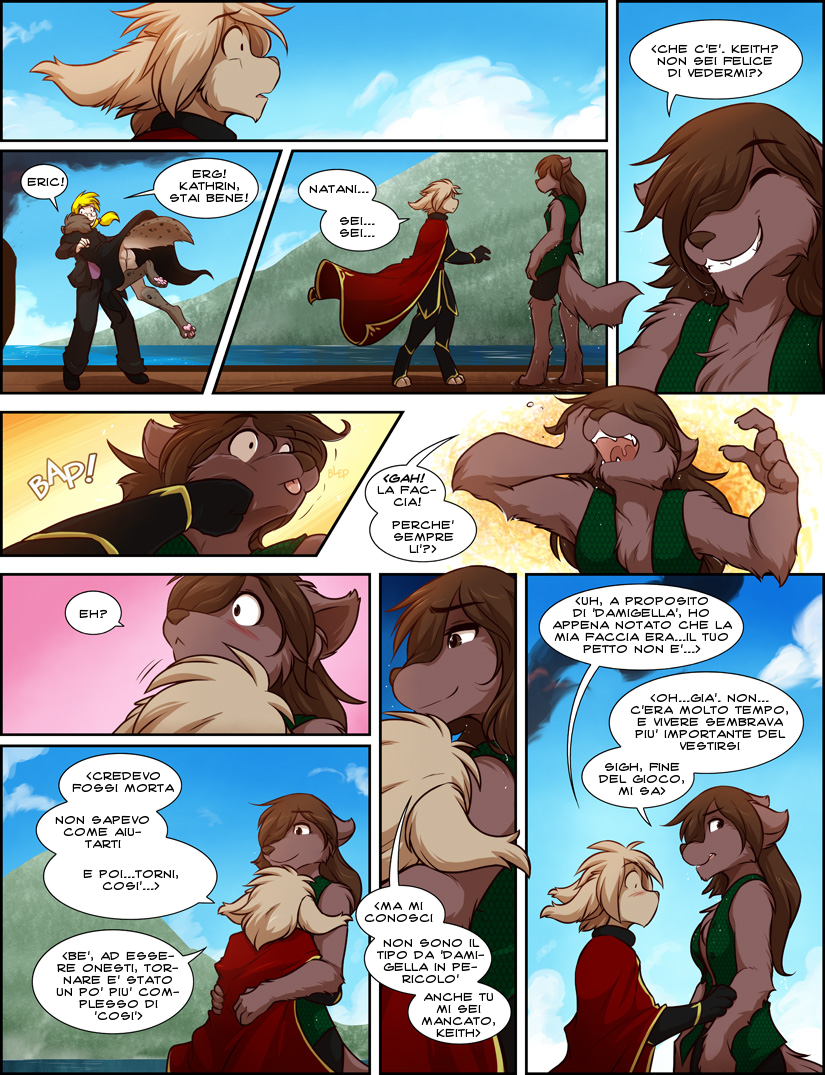 <CHE C'E'. KEITH?
NON SEI FELICE
DI VEDERMI?>
ERIC!
ERG!
KATHRIN,
STAI BENE!
NATANI...
SEI...
SEI...
BAP!
BLEP
<GAH!
LA FAC-
CIA!
PERCHE'
SEMPRE
LI'?>
EH?
<CREDEVO
FOSSI MORTA
NON SAPEVO
COME AIU-
TARTI
E POI...TORNI,
COSI'...>
<BE', AD ESSE-
RE ONESTI, TOR-
NARE E' STATO
UN PO' PIU' COM-
PLESSO DI
'COSI'>
<MA MI
CONOSCI
NON SONO IL
TIPO DA 'DAMI-
GELLA IN PE-
RICOLO'
ANCHE TU
MI SEI
MANCATO,
KEITH>
<UH, A PROPOSITO
DI 'DAMIGELLA', HO
APPENA NOTATO CHE LA
MIA FACCIA ERA...IL TUO
PETTO NON E'...>
<OH...GIA'. NON...
C'ERA MOLTO TEMPO,
E VIVERE SEMBRAVA
PIU' IMPORTANTE DEL
VESTIRSI
SIGH, FINE
DEL GIOCO,
MI SA>